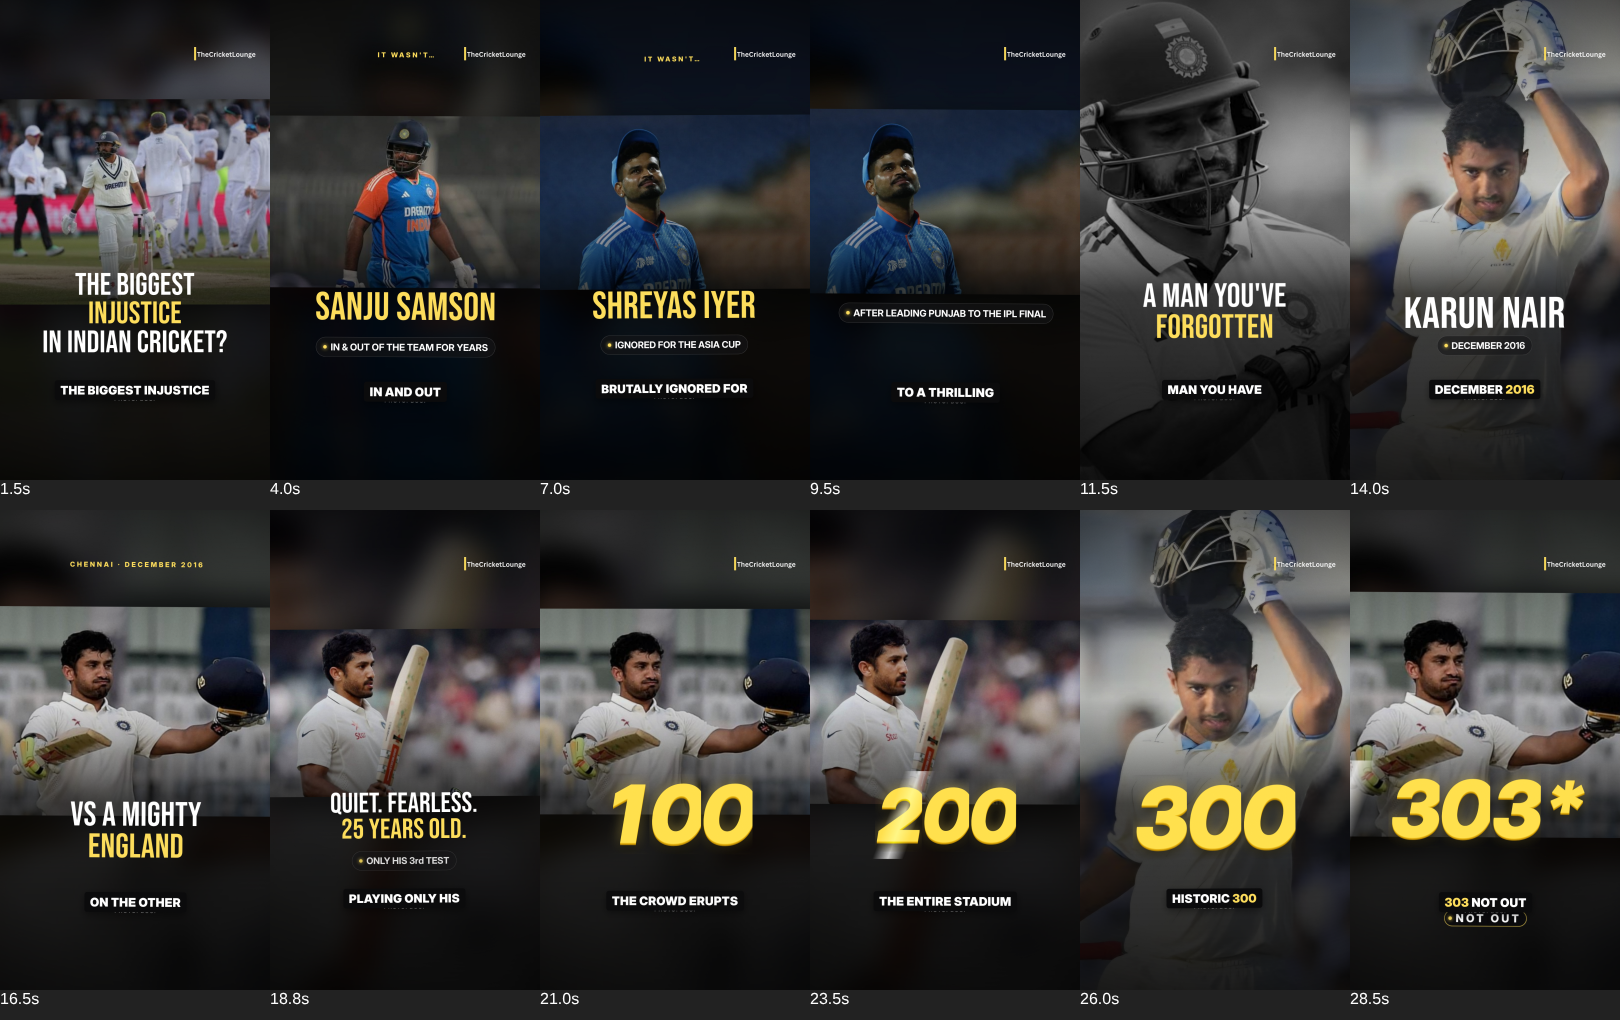 TheCricketLounge
THE BIGGEST
INJUSTICE
IN INDIAN CRICKET?
THE BIGGEST INJUSTICE
1.5s
IT WASN'T...
TheCricketLounge
SANJU SAMSON
IN & OUT OF THE TEAM FOR YEARS
IN AND OUT
4.0s
IT WASN'T...
TheCricketLounge
SHREYAS IYER
IGNORED FOR THE ASIA CUP
BRUTALLY IGNORED FOR
7.0s
TheCricketLounge
AFTER LEADING PUNJAB TO THE IPL FINAL
TO A THRILLING
9.5s
TheCricketLounge
A MAN YOU'VE
FORGOTTEN
MAN YOU HAVE
11.5s
TheCricketLounge
KARUN NAIR
DECEMBER 2016
DECEMBER 2016
14.0s
CHENNAI · DECEMBER 2016
VS A MIGHTY
ENGLAND
ON THE OTHER
16.5s
TheCricketLounge
QUIET. FEARLESS.
25 YEARS OLD.
ONLY HIS 3rd TEST
PLAYING ONLY HIS
18.8s
TheCricketLounge
100
THE CROWD ERUPTS
21.0s
TheCricketLounge
200
THE ENTIRE STADIUM
23.5s
TheCricketLounge
300
HISTORIC 300
26.0s
TheCricketLounge
303*
303 NOT OUT
NOT OUT
28.5s